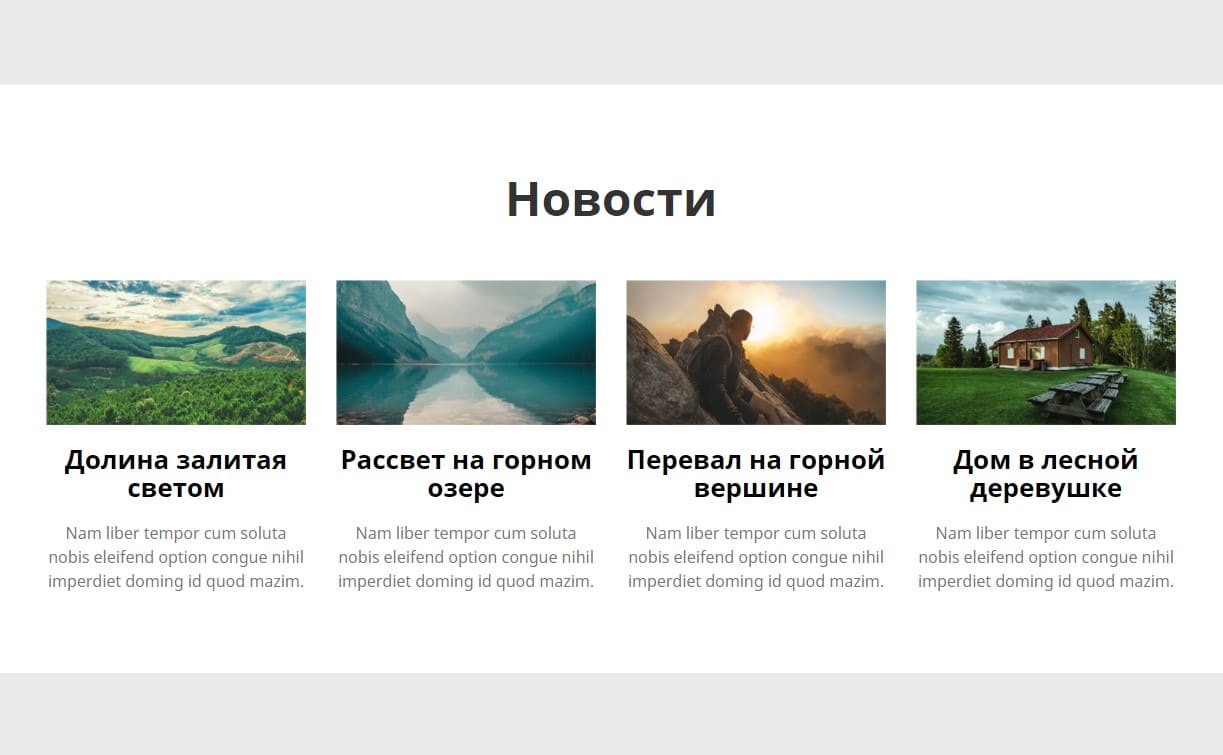 Новости
Долина залитая
светом
Nam liber tempor cum soluta
nobis eleifend option congue nihil
imperdiet doming id quod mazim.
Рассвет на горном
озере
Nam liber tempor cum soluta
nobis eleifend option congue nihil
imperdiet doming id quod mazim.
Перевал на горной
вершине
Nam liber tempor cum soluta
nobis eleifend option congue nihil
imperdiet doming id quod mazim.
Дом в лесной
деревушке
Nam liber tempor cum soluta
nobis eleifend option congue nihil
imperdiet doming id quod mazim.